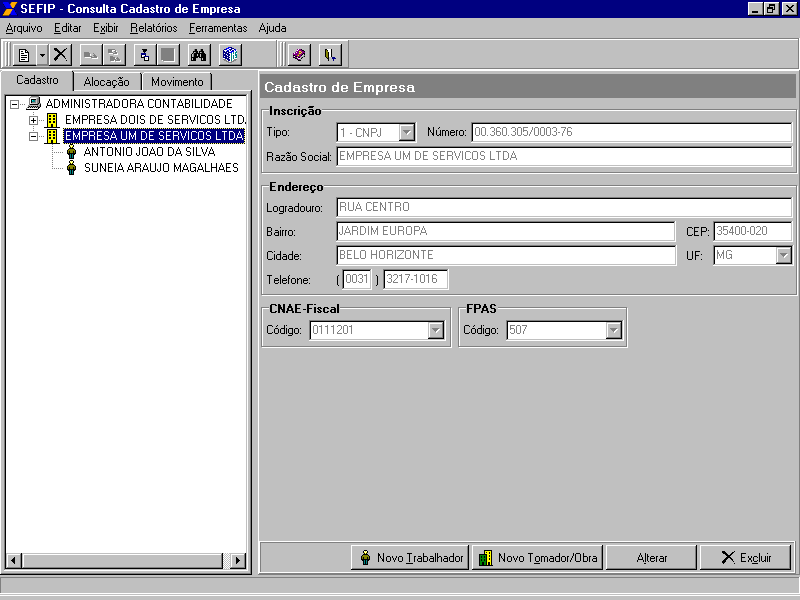 SEFIP - Consulta Cadastro de Empresa
Arquivo Editar Exibir Relatórios Ferramentas Ajuda
Cadastro Alocação Movimento
ADMINISTRADORA CONTABILIDADE
EMPRESA DOIS DE SERVICOS LTD
EMPRESA UM DE SERVICOS LTDA
ANTONIO JOAO DA SILVA
SUNEIA ARAUJO MAGALHAES
Cadastro de Empresa
Inscrição
Tipo: 1 - CNPJ Número: 00.360.305/0003-76
Razão Social: EMPRESA UM DE SERVICOS LTDA
Endereço
Logradouro: RUA CENTRO
Bairro: JARDIM EUROPA CEP: 35400-020
Cidade: BELO HORIZONTE UF: MG
Telefone: ( 0031 ) 3217-1016
CNAE-Fiscal FPAS
Código: 0111201 Código: 507
Novo Trabalhador Novo Tomador/Obra Alterar Excluir